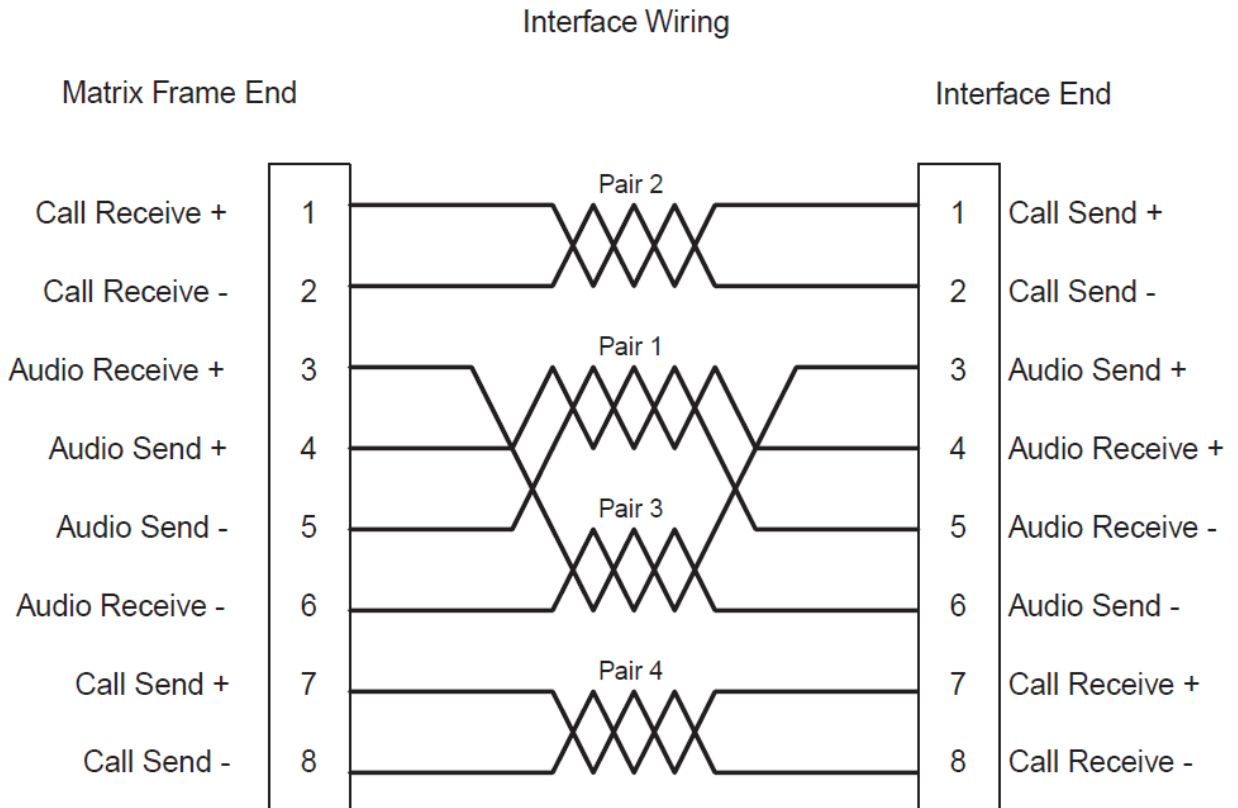 Interface Wiring
Matrix Frame End Interface End
Pair 2
Call Receive + 1 1 Call Send +
Call Receive - 2 2 Call Send -
Pair 1
Audio Receive + 3 3 Audio Send +
Audio Send + 4 4 Audio Receive +
Pair 3
Audio Send - 5 5 Audio Receive -
Audio Receive - 6 6 Audio Send -
Pair 4
Call Send + 7 7 Call Receive +
Call Send - 8 8 Call Receive -